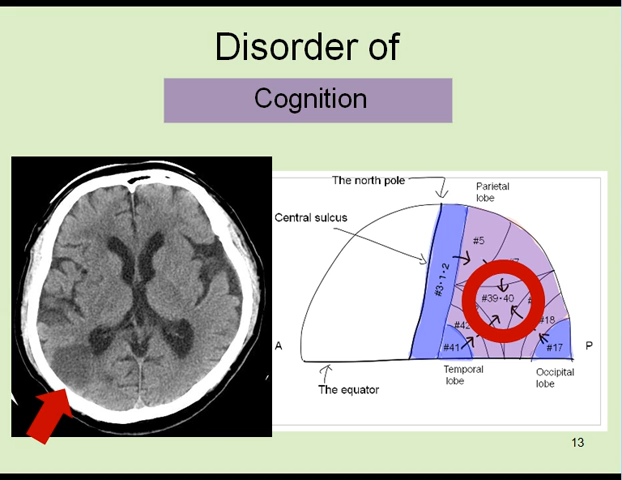 Disorder of
Cognition
The north pole
Parietal
lobe
Central sulcus
#5
#3・1・2
#39・40
#42
#18
#41
#17
A
P
Temporal
lobe
Occipital
lobe
The equator
13